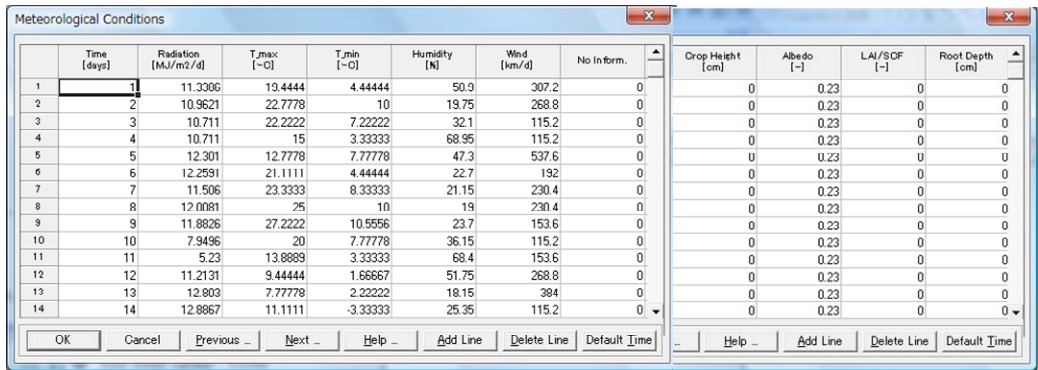 Meteorological Conditions
Time Radiation T_max T_min Humidity Wind No Inform. Crop Height Albedo LAI/SCF Root Depth
[days] [MJ/m2/d] [~C] [~C] [%] [km/d] [cm] [-] [-] [cm]
1 1 11.3306 19.4444 4.44444 50.9 307.2 0 0 0.23 0 0
2 2 10.9621 22.7778 10 19.75 268.8 0 0 0.23 0 0
3 3 10.711 22.2222 7.22222 32.1 115.2 0 0 0.23 0 0
4 4 10.711 15 3.33333 68.95 115.2 0 0 0.23 0 0
5 5 12.301 12.7778 7.77778 47.3 537.6 0 0 0.23 0 0
6 6 12.2591 21.1111 4.44444 22.7 192 0 0 0.23 0 0
7 7 11.506 23.3333 8.33333 21.15 230.4 0 0 0.23 0 0
8 8 12.0081 25 10 19 230.4 0 0 0.23 0 0
9 9 11.8826 27.2222 10.5556 23.7 153.6 0 0 0.23 0 0
10 10 7.9496 20 7.77778 36.15 115.2 0 0 0.23 0 0
11 11 5.23 13.8889 3.33333 68.4 153.6 0 0 0.23 0 0
12 12 11.2131 9.44444 1.66667 51.75 268.8 0 0 0.23 0 0
13 13 12.803 7.77778 2.22222 18.15 384 0 0 0.23 0 0
14 14 12.8867 11.1111 -3.33333 25.35 115.2 0 0 0.23 0 0
OK Cancel Previous ... Next ... Help ... Add Line Delete Line Default Time ... Help ... Add Line Delete Line Default Time